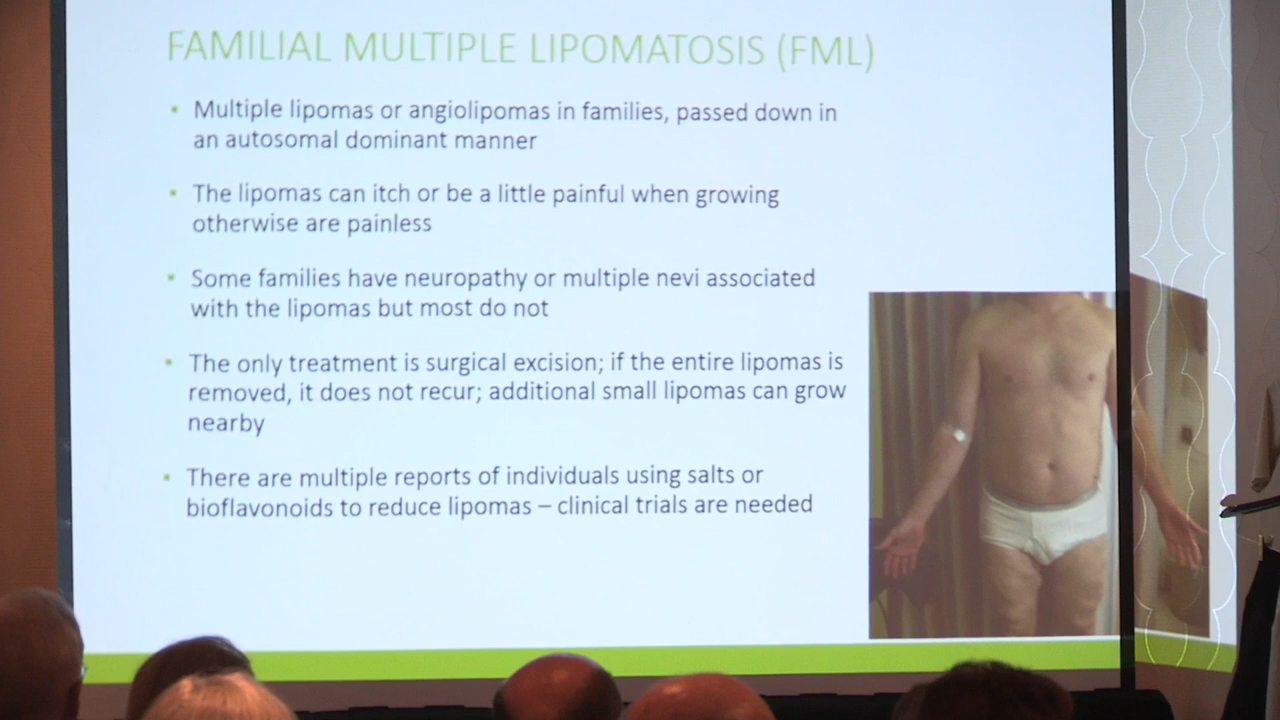 FAMILIAL MULTIPLE LIPOMATOSIS (FML)
Multiple lipomas or angiolipomas in families, passed down in
an autosomal dominant manner
The lipomas can itch or be a little painful when growing
otherwise are painless
Some families have neuropathy or multiple nevi associated
with the lipomas but most do not
The only treatment is surgical excision; if the entire lipomas is
removed, it does not recur; additional small lipomas can grow
nearby
There are multiple reports of individuals using salts or
bioflavonoids to reduce lipomas – clinical trials are needed